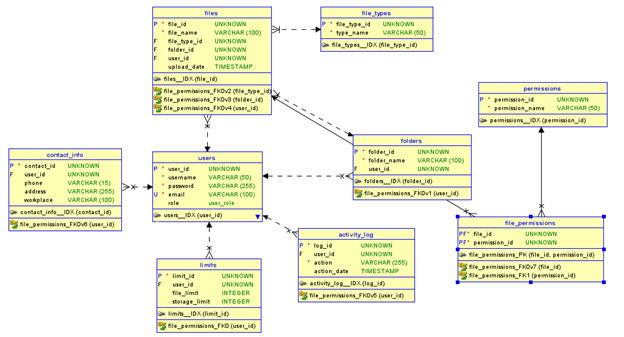 files
P * file_id UNKNOWN
* file_name VARCHAR (100)
F file_type_id UNKNOWN
F folder_id UNKNOWN
F user_id UNKNOWN
upload_date TIMESTAMP
files__IDX (file_id)
file_permissions_FKDv2 (file_type_id)
file_permissions_FKDv3 (folder_id)
file_permissions_FKDv4 (user_id)
file_types
P * file_type_id UNKNOWN
* type_name VARCHAR (50)
file_types__IDX (file_type_id)
permissions
P * permission_id UNKNOWN
* permission_name VARCHAR (50)
permissions__IDX (permission_id)
contact_info
P * contact_id UNKNOWN
F user_id UNKNOWN
phone VARCHAR (15)
address VARCHAR (255)
workplace VARCHAR (100)
contact_info__IDX (contact_id)
file_permissions_FKDv6 (user_id)
users
P * user_id UNKNOWN
* username VARCHAR (50)
* password VARCHAR (255)
U * email VARCHAR (100)
role user_role
users__IDX (user_id)
folders
P * folder_id UNKNOWN
* folder_name VARCHAR (100)
F user_id UNKNOWN
folders__IDX (folder_id)
file_permissions_FKDv1 (user_id)
file_permissions
PF* file_id UNKNOWN
PF* permission_id UNKNOWN
file_permissions_PK (file_id, permission_id)
file_permissions_FKDv7 (file_id)
file_permissions_FK1 (permission_id)
activity_log
P * log_id UNKNOWN
F user_id UNKNOWN
* action VARCHAR (255)
action_date TIMESTAMP
activity_log__IDX (log_id)
file_permissions_FKDv5 (user_id)
limits
P * limit_id UNKNOWN
F user_id UNKNOWN
file_limit INTEGER
storage_limit INTEGER
limits__IDX (limit_id)
file_permissions_FKD (user_id)